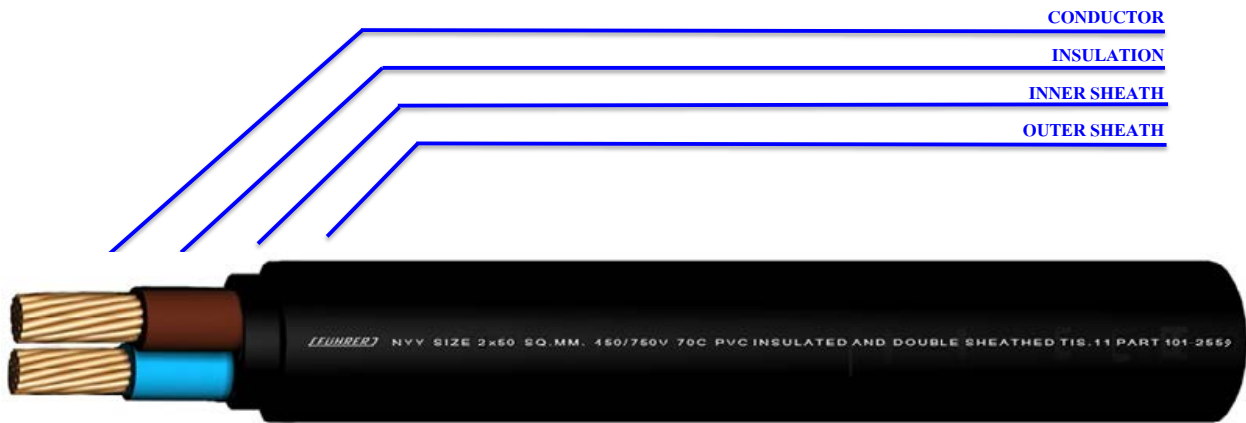 CONDUCTOR
INSULATION
INNER SHEATH
OUTER SHEATH
[FUHRER] NYY SIZE 2x50 SQ.MM. 450/750V 70C PVC INSULATED AND DOUBLE SHEATHED TIS.11 PART 101-2559